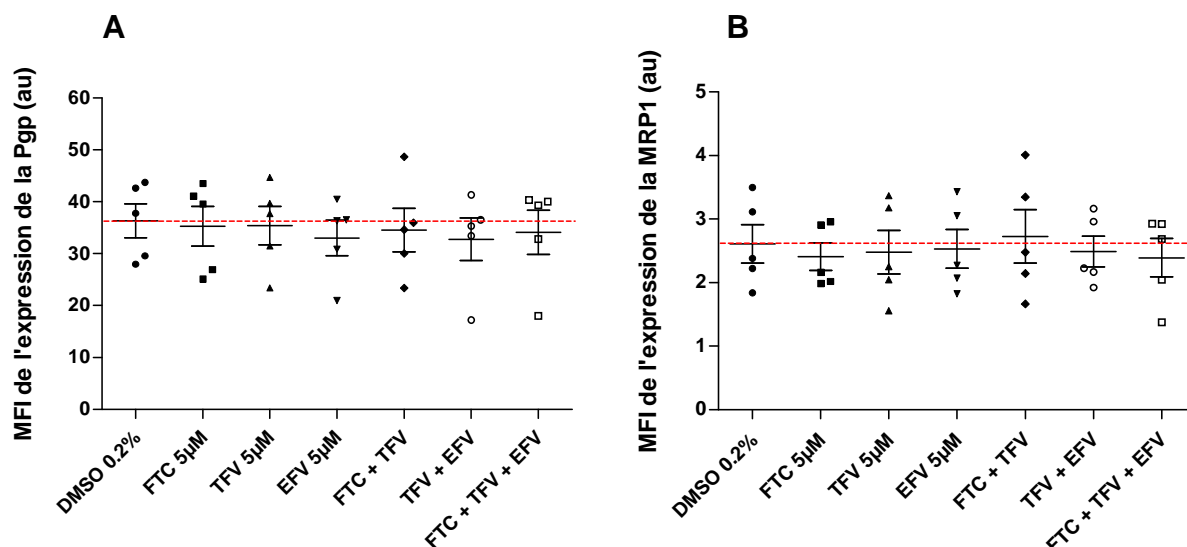 A
MFI de l'expression de la Pgp (au)
60
50
40
30
20
10
0
DMSO 0.2%
FTC 5µM
TFV 5µM
EFV 5µM
FTC + TFV
TFV + EFV
FTC + TFV + EFV
B
MFI de l'expression de la MRP1 (au)
5
4
3
2
1
0
DMSO 0.2%
FTC 5µM
TFV 5µM
EFV 5µM
FTC + TFV
TFV + EFV
FTC + TFV + EFV